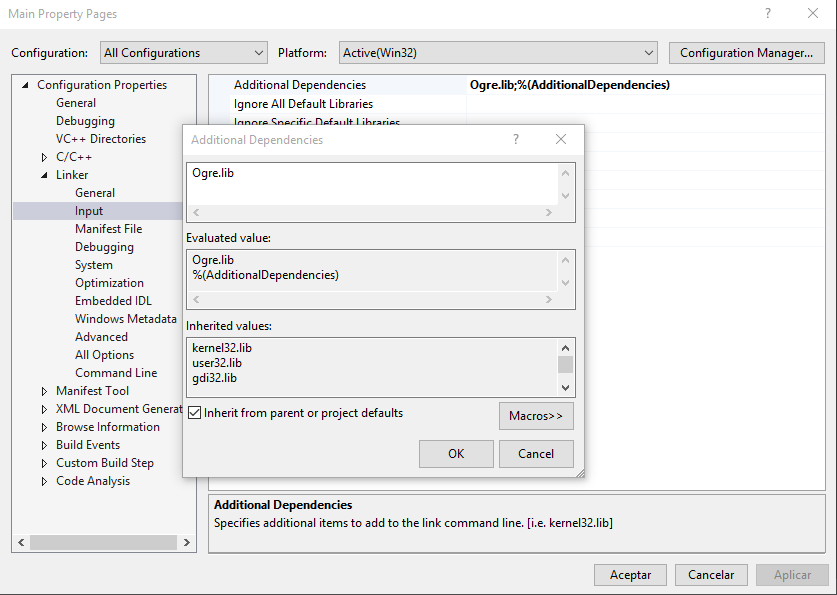 Main Property Pages
?
Configuration: All Configurations Platform: Active(Win32) Configuration Manager...
Configuration Properties
General
Debugging
VC++ Directories
C/C++
Linker
General
Input
Manifest File
Debugging
System
Optimization
Embedded IDL
Windows Metadata
Advanced
All Options
Command Line
Manifest Tool
XML Document Generat
Browse Information
Build Events
Custom Build Step
Code Analysis
Additional Dependencies Ogre.lib;%(AdditionalDependencies)
Ignore All Default Libraries
Ignore Specific Default Libraries
Additional Dependencies
?
Ogre.lib
Evaluated value:
Ogre.lib
%(AdditionalDependencies)
Inherited values:
kernel32.lib
user32.lib
gdi32.lib
Inherit from parent or project defaults
Macros>>
OK Cancel
Additional Dependencies
Specifies additional items to add to the link command line. [i.e. kernel32.lib]
Aceptar Cancelar Aplicar